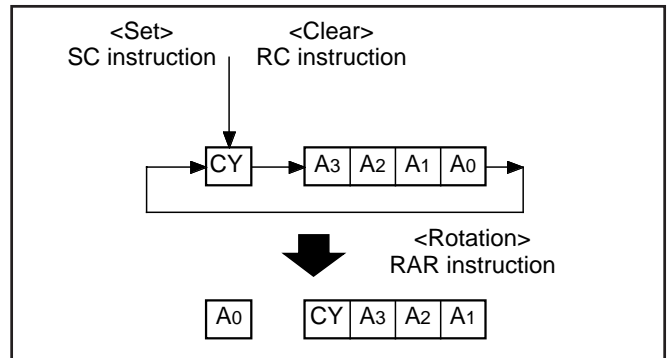 <Set> <Clear>
SC instruction RC instruction
CY A3 A2 A1 A0
<Rotation>
RAR instruction
A0 CY A3 A2 A1